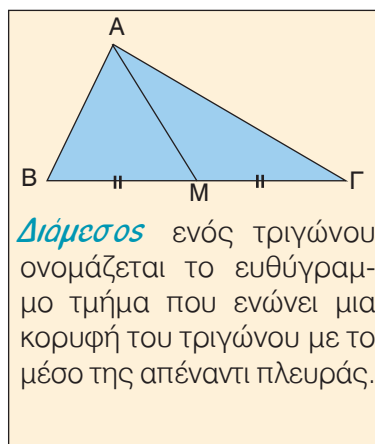 Α
Β
Μ
Γ
Διάμεσος ενός τριγώνου
ονομάζεται το ευθύγραμ-
μο τμήμα που ενώνει μια
κορυφή του τριγώνου με το
μέσο της απέναντι πλευράς.